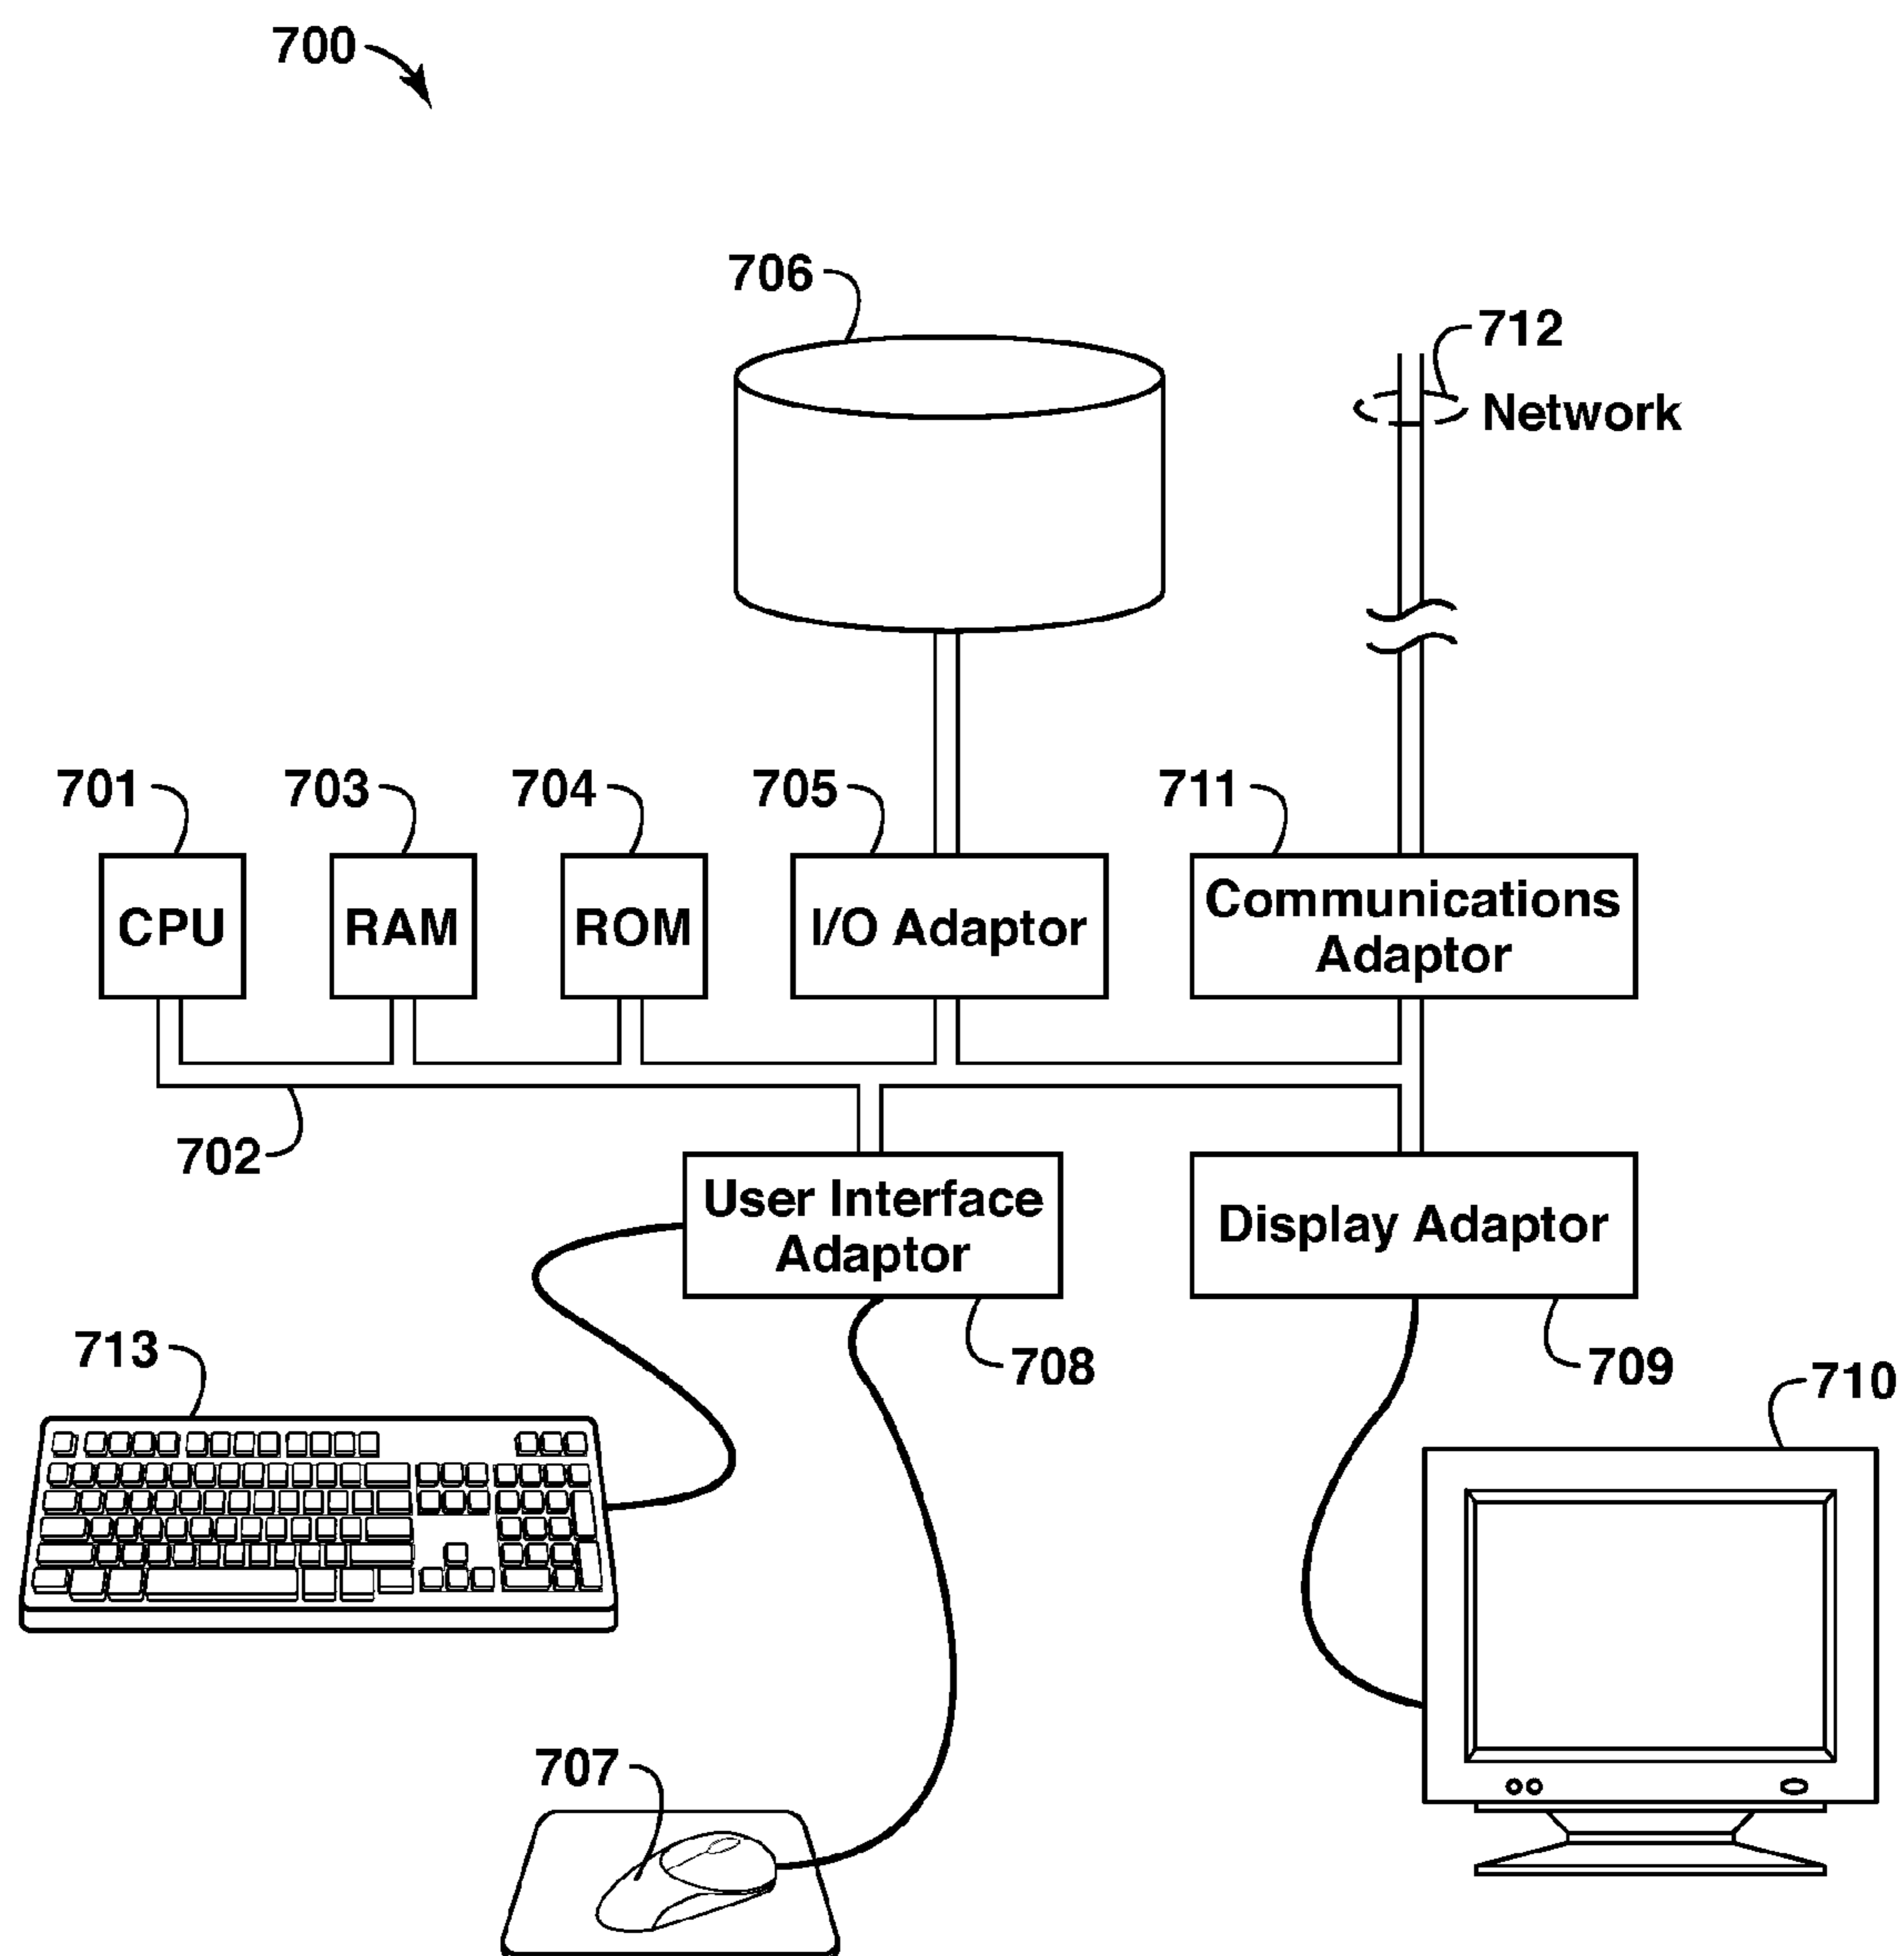 700
706
712
Network
701
703
704
705
711
CPU
RAM
ROM
I/O Adaptor
Communications
Adaptor
702
User Interface
Adaptor
Display Adaptor
713
708
709
710
707